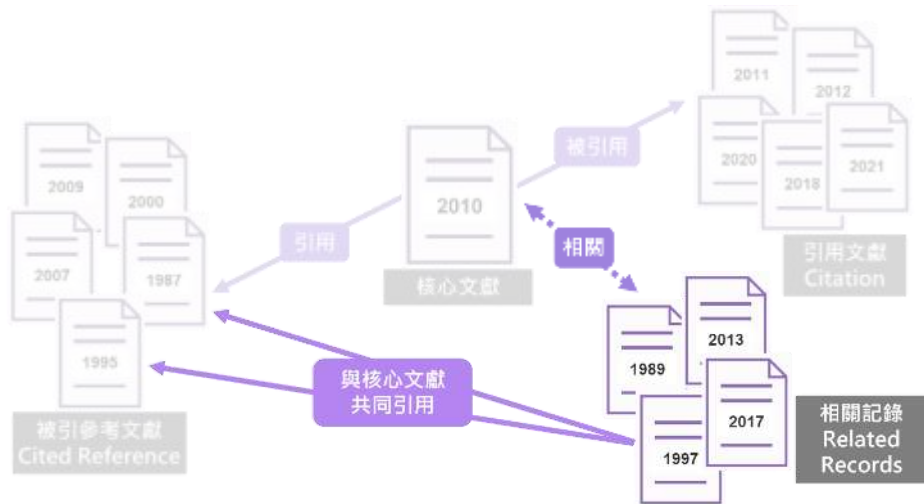 2009
2000
2007
1987
1995
被引參考文獻
Cited Reference
引用
2010
核心文獻
被引用
2011
2012
2020
2018
2021
引用文獻
Citation
相關
與核心文獻
共同引用
1989
2013
1997
2017
相關記錄
Related
Records